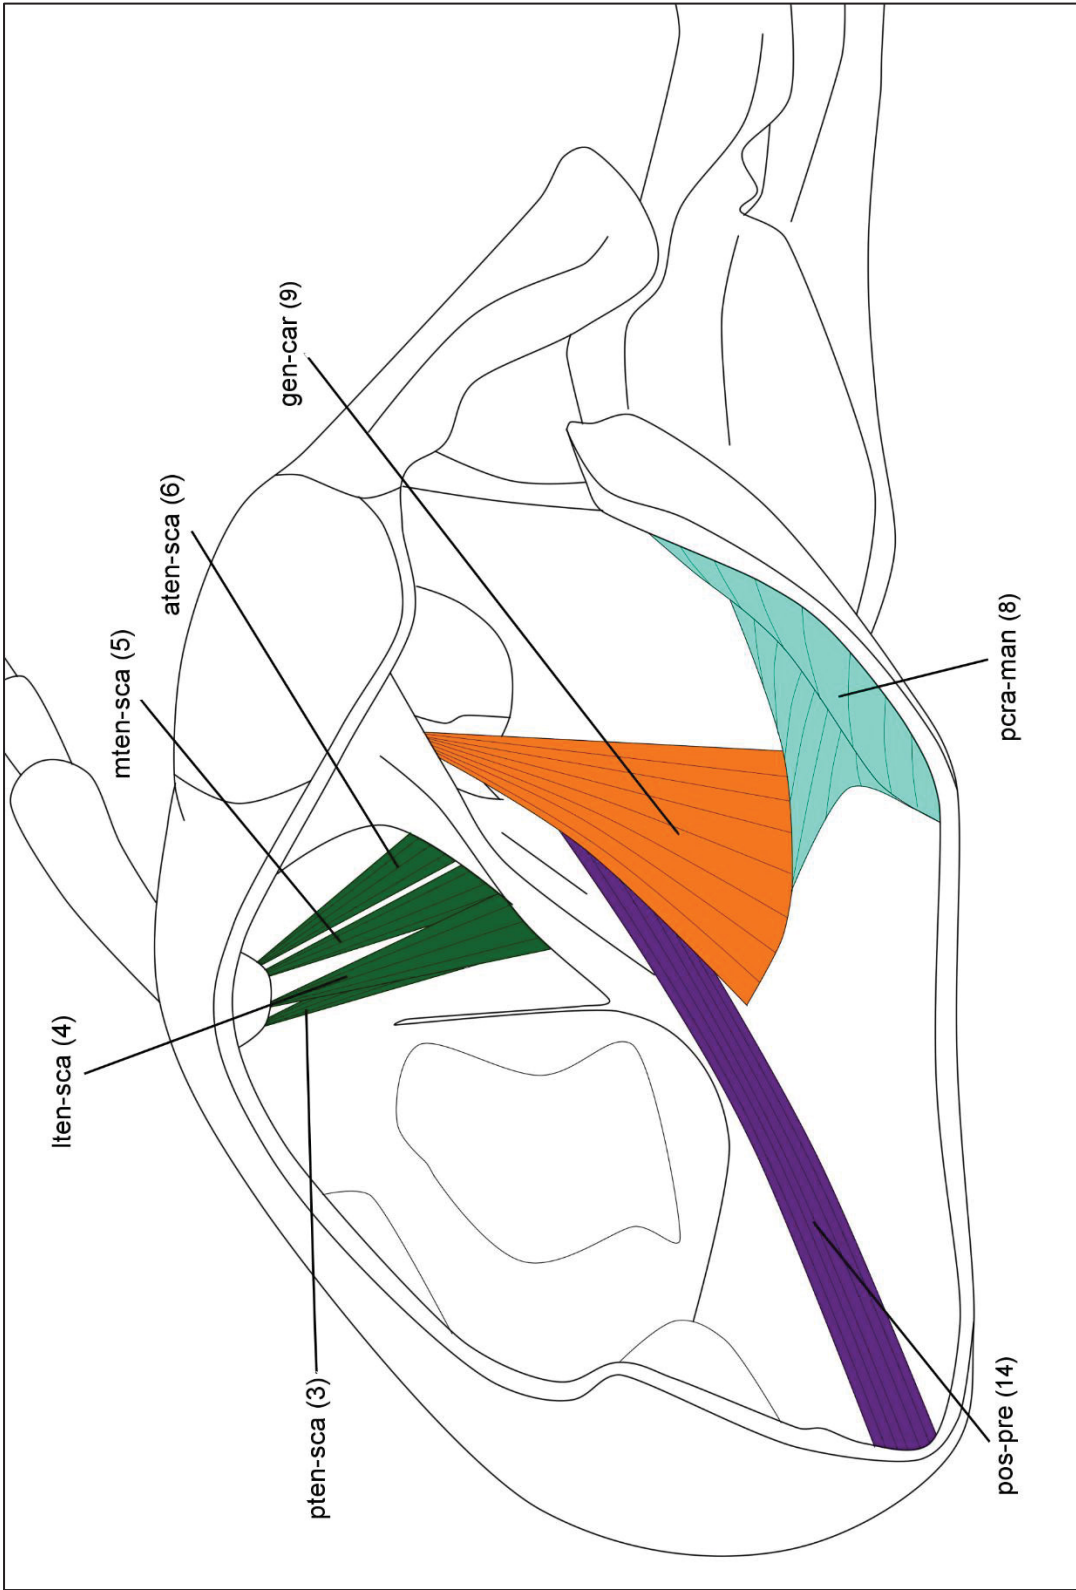 lten-sca (4)
mten-sca (5)
aten-sca (6)
gen-car (9)
pten-sca (3)
pos-pre (14)
pcra-man (8)